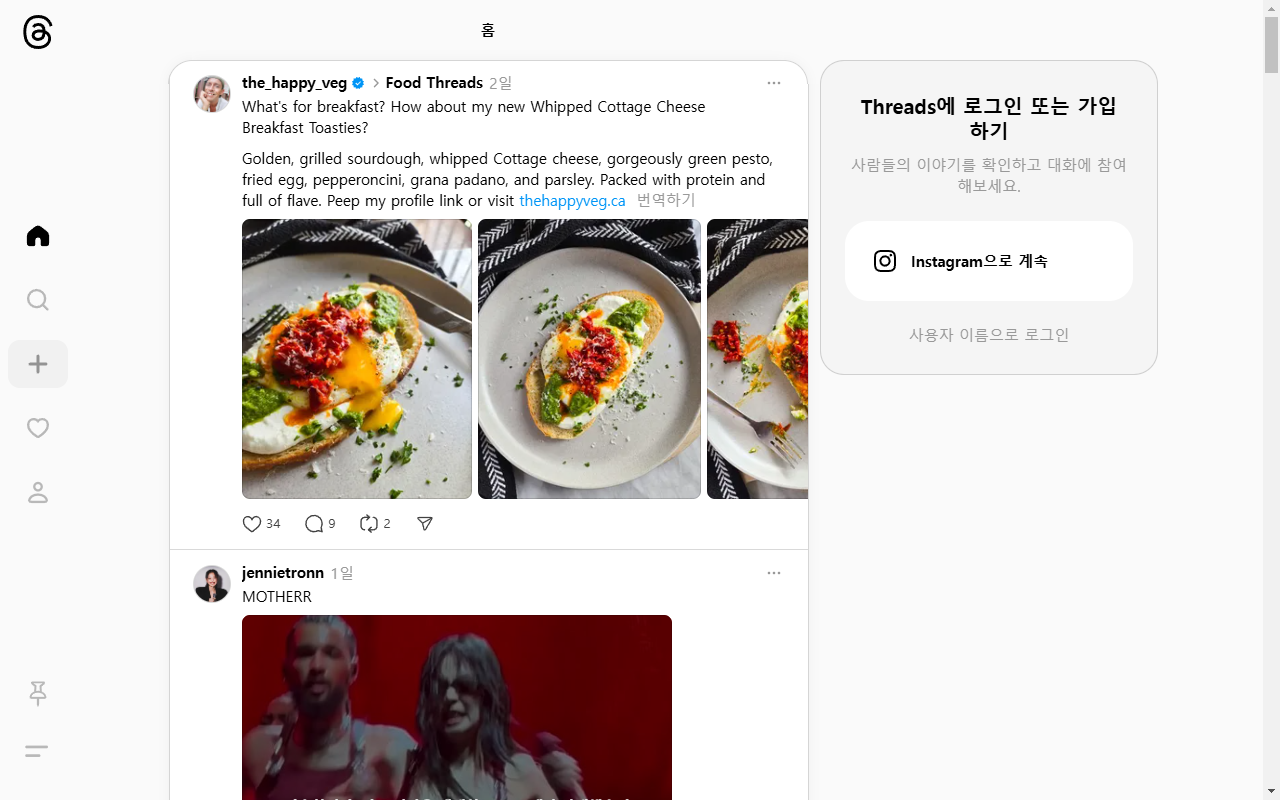 홈
the_happy_veg > Food Threads 2일
What's for breakfast? How about my new Whipped Cottage Cheese
Breakfast Toasties?
Golden, grilled sourdough, whipped Cottage cheese, gorgeously green pesto,
fried egg, pepperoncini, grana padano, and parsley. Packed with protein and
full of flave. Peep my profile link or visit thehappyveg.ca 번역하기
34 9 2
jennietronn 1일
MOTHERR
Threads에 로그인 또는 가입
하기
사람들의 이야기를 확인하고 대화에 참여
해보세요.
Instagram으로 계속
사용자 이름으로 로그인